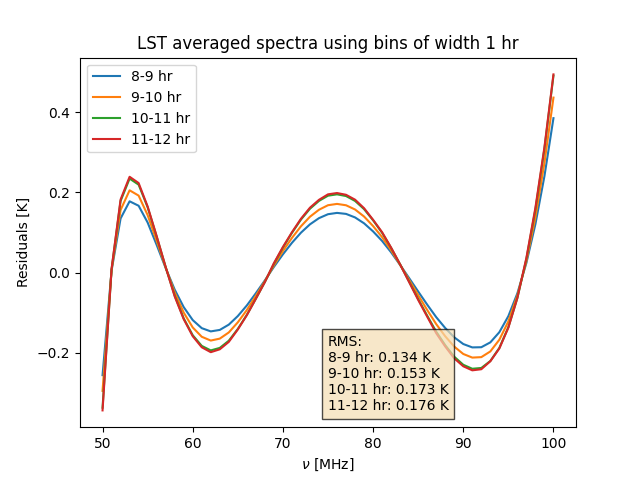 LST averaged spectra using bins of width 1 hr
8-9 hr
9-10 hr
10-11 hr
11-12 hr
0.4
0.2
0.0
−0.2
Residuals [K]
RMS:
8-9 hr: 0.134 K
9-10 hr: 0.153 K
10-11 hr: 0.173 K
11-12 hr: 0.176 K
50 60 70 80 90 100
ν [MHz]